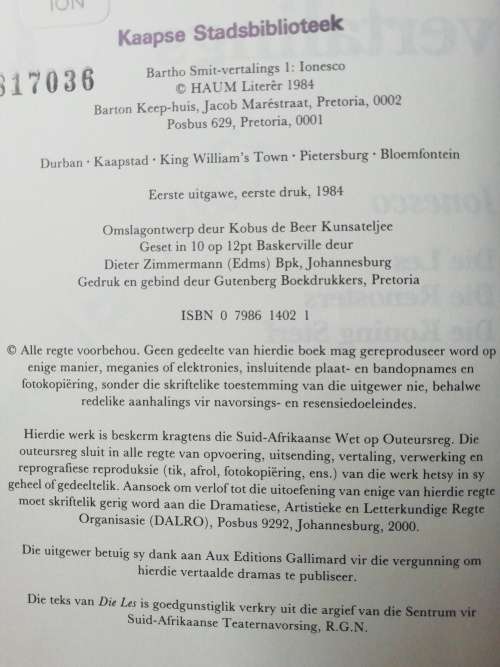 ION
Kaapse Stadsbiblioteek
317036
Bartho Smit-vertalings 1: Ionesco
© HAUM Literêr 1984
Barton Keep-huis, Jacob Maréstraat, Pretoria, 0002
Posbus 629, Pretoria, 0001
Durban · Kaapstad · King William's Town · Pietersburg · Bloemfontein
Eerste uitgawe, eerste druk, 1984
Omslagontwerp deur Kobus de Beer Kunsateljee
Geset in 10 op 12pt Baskerville deur
Dieter Zimmermann (Edms) Bpk, Johannesburg
Gedruk en gebind deur Gutenberg Boekdrukkers, Pretoria
ISBN 0 7986 1402 1
© Alle regte voorbehou. Geen gedeelte van hierdie boek mag gereproduseer word op
enige manier, meganies of elektronies, insluitende plaat- en bandopnames en
fotokopiëring, sonder die skriftelike toestemming van die uitgewer nie, behalwe
redelike aanhalings vir navorsings- en resensiedoeleindes.
Hierdie werk is beskerm kragtens die Suid-Afrikaanse Wet op Outeursreg. Die
outeursreg sluit in alle regte van opvoering, uitsending, vertaling, verwerking en
reprografiese reproduksie (tik, afrol, fotokopiëring, ens.) van die werk hetsy in sy
geheel of gedeeltelik. Aansoek om verlof tot die uitoefening van enige van hierdie regte
moet skriftelik gerig word aan die Dramatiese, Artistieke en Letterkundige Regte
Organisasie (DALRO), Posbus 9292, Johannesburg, 2000.
Die uitgewer betuig sy dank aan Aux Editions Gallimard vir die vergunning om
hierdie vertaalde dramas te publiseer.
Die teks van Die Les is goedgunstiglik verkry uit die argief van die Sentrum vir
Suid-Afrikaanse Teaternavorsing, R.G.N.